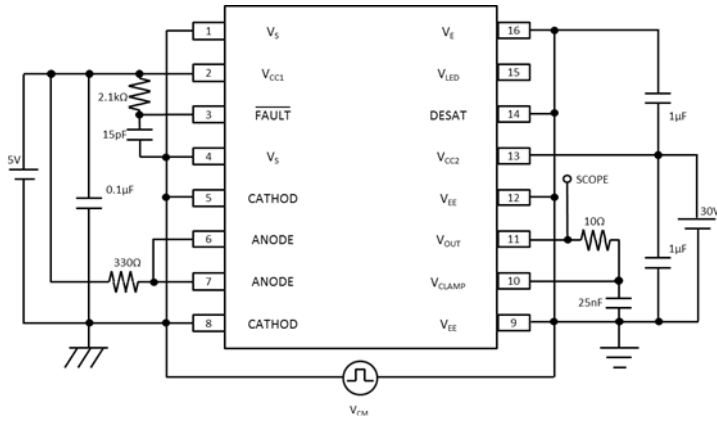 1 V_S V_E 16
2 V_CC1 V_LED 15
2.1kΩ
3 FAULT DESAT 14
1μF
15pF
4 V_S V_CC2 13
5V
SCOPE
0.1μF
5 CATHOD V_EE 12
10Ω
30V
6 ANODE V_OUT 11
1μF
330Ω
7 ANODE V_CLAMP 10
25nF
8 CATHOD V_EE 9
V_CM